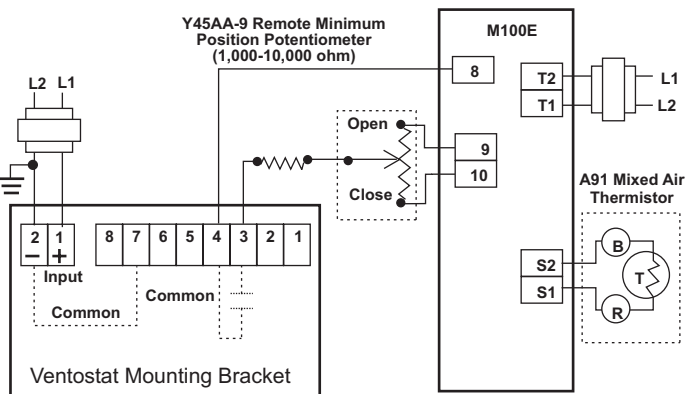 Y45AA-9 Remote Minimum
Position Potentiometer
(1,000-10,000 ohm)
M100E
L2 L1
8
T2
T1
L1
L2
Open
Close
9
10
A91 Mixed Air
Thermistor
2 1
– +
Input
8 7 6 5 4 3 2 1
Common
Common
S2
S1
B
T
R
Ventostat Mounting Bracket